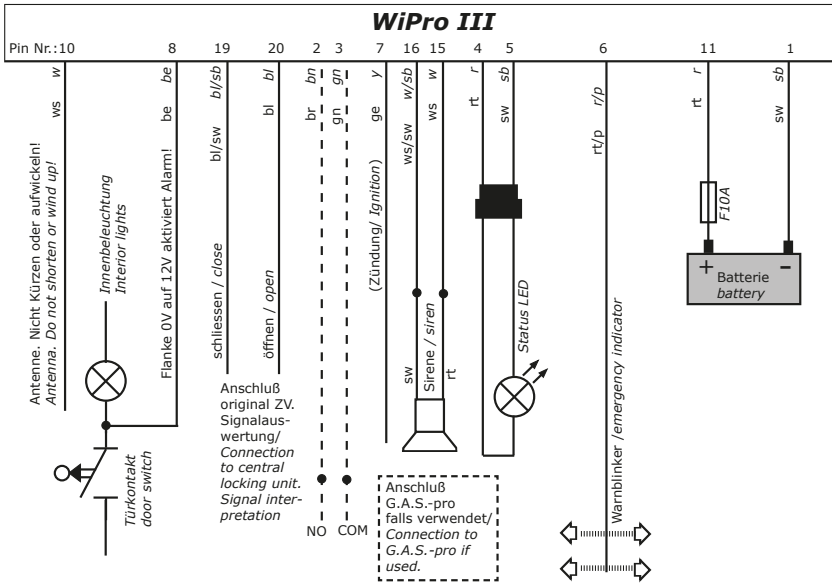 WiPro III
Pin Nr.:10 8 19 20 2 3 7 16 15 4 5 6 11 1
w be bl/sb bl bn gn y w/sb w r sb r/p r sb
ws be bl/sw bl br gn ge ws/sw ws rt sw rt/p rt sw
Antenne. Nicht Kürzen oder aufwickeln!
Antenna. Do not shorten or wind up!
Innenbeleuchtung
Interior lights
Flanke 0V auf 12V aktiviert Alarm!
schliessen / close
öffnen / open
(Zündung/ Ignition)
sw
Sirene / siren
rt
Status LED
Warnblinker /emergency indicator
F10A
+ -
Batterie
battery
Türkontakt
door switch
Anschluß
original ZV.
Signalaus-
wertung/
Connection
to central
locking unit.
Signal inter-
pretation
NO COM
Anschluß
G.A.S.-pro
falls verwendet/
Connection to
G.A.S.-pro if
used.